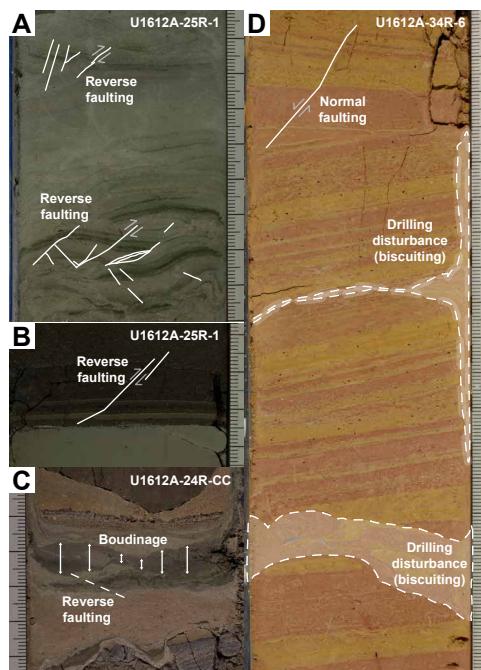 A
U1612A-25R-1
Reverse
faulting
Reverse
faulting
B
U1612A-25R-1
Reverse
faulting
C
U1612A-24R-CC
Boudinage
Reverse
faulting
D
U1612A-34R-6
Normal
faulting
Drilling
disturbance
(biscuiting)
Drilling
disturbance
(biscuiting)